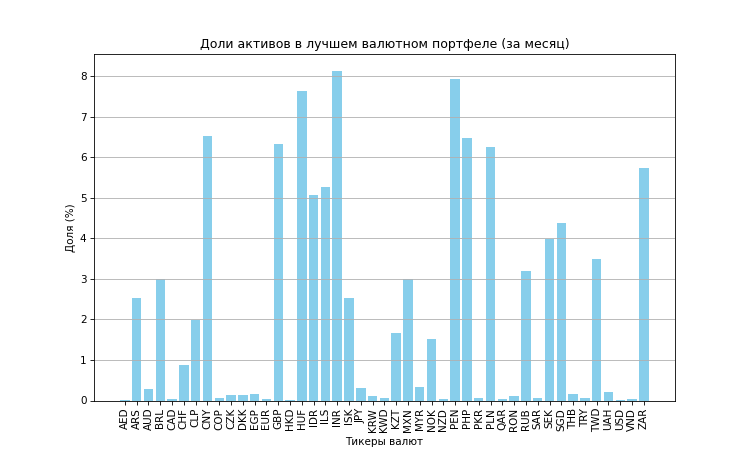 Доли активов в лучшем валютном портфеле (за месяц)
Доля (%)
8
7
6
5
4
3
2
1
0
AED ARS AUD BRL CAD CHF CLP CNY COP CZK DKK EGP EUR GBP HKD HUF IDR ILS INR ISK JPY KRW KWD KZT MXN MYR NOK NZD PEN PHP PKR PLN QAR RON RUB SAR SEK SGD THB TRY TWD UAH USD VND ZAR
Тикеры валют